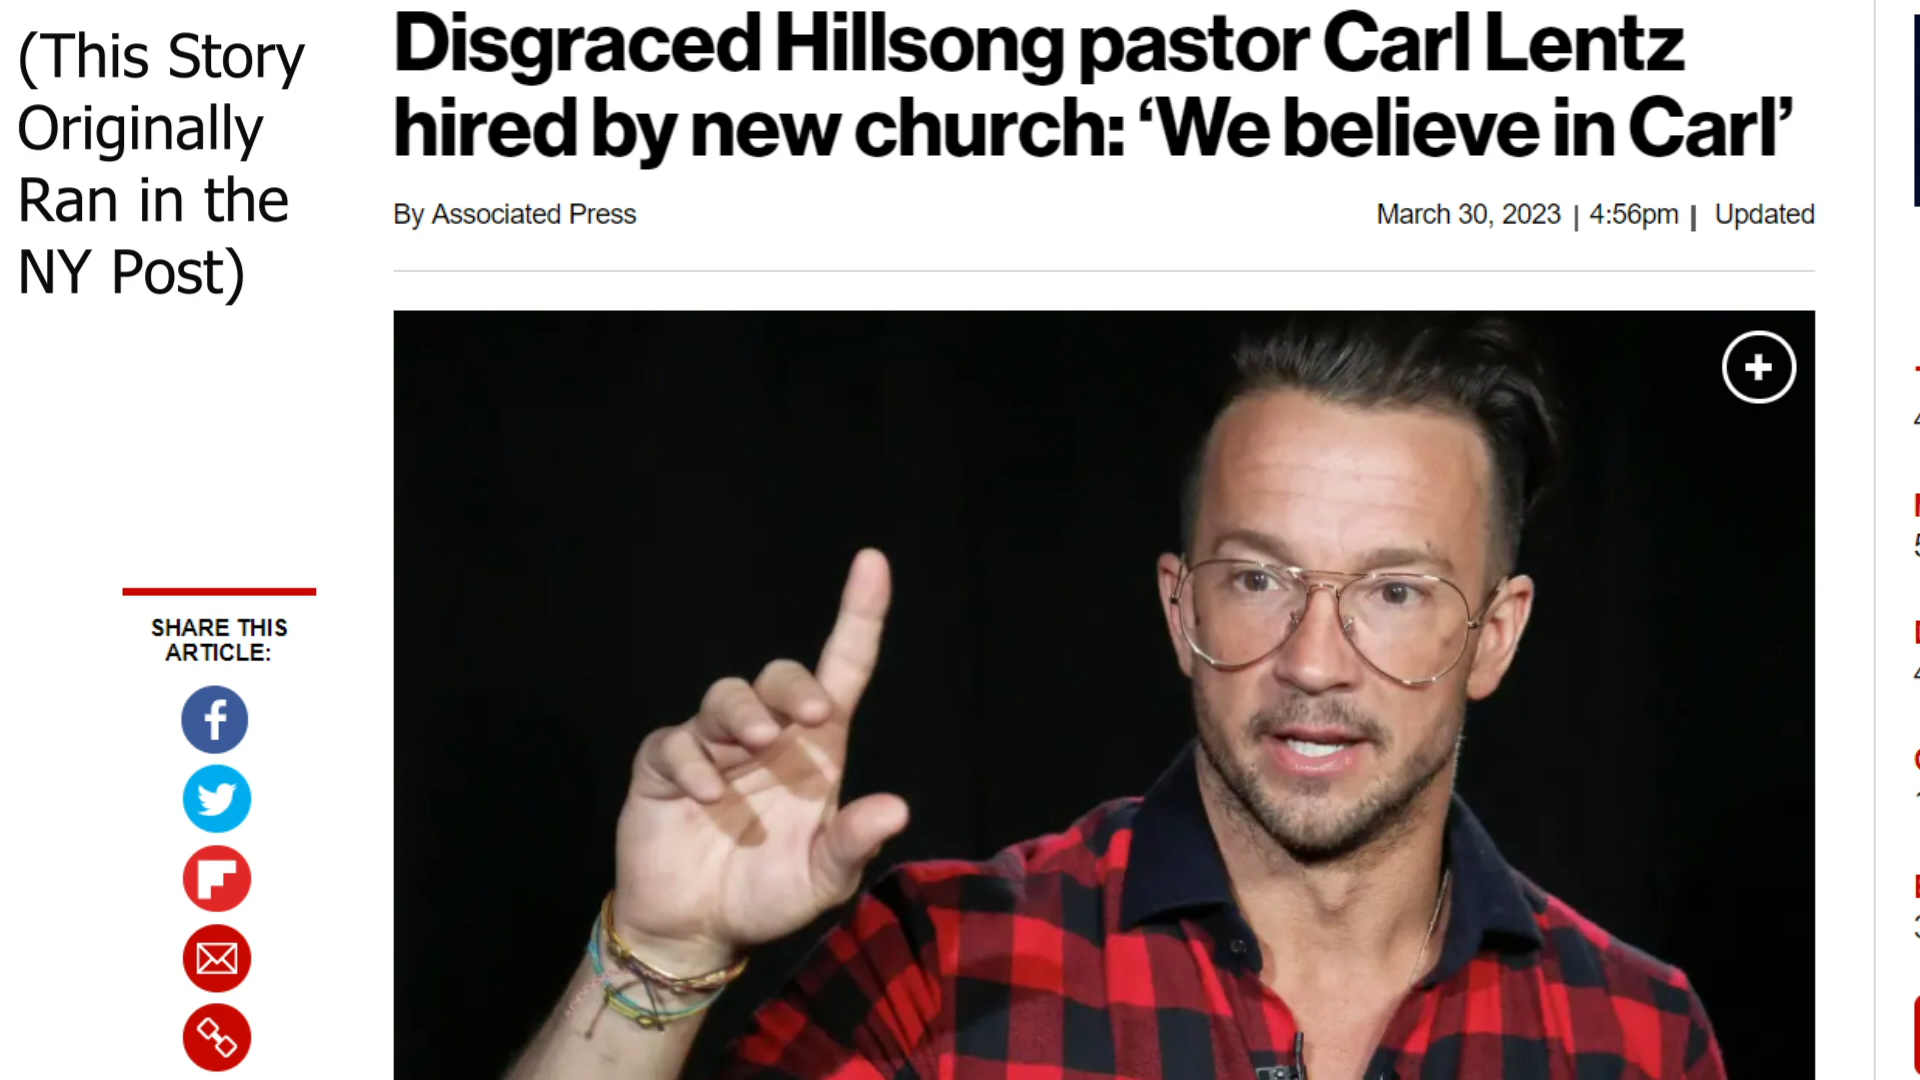 (This Story
Originally
Ran in the
NY Post)
Disgraced Hillsong pastor Carl Lentz
hired by new church: ‘We believe in Carl’
By Associated Press
March 30, 2023 | 4:56pm | Updated
SHARE THIS
ARTICLE: